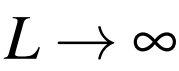 L → ∞